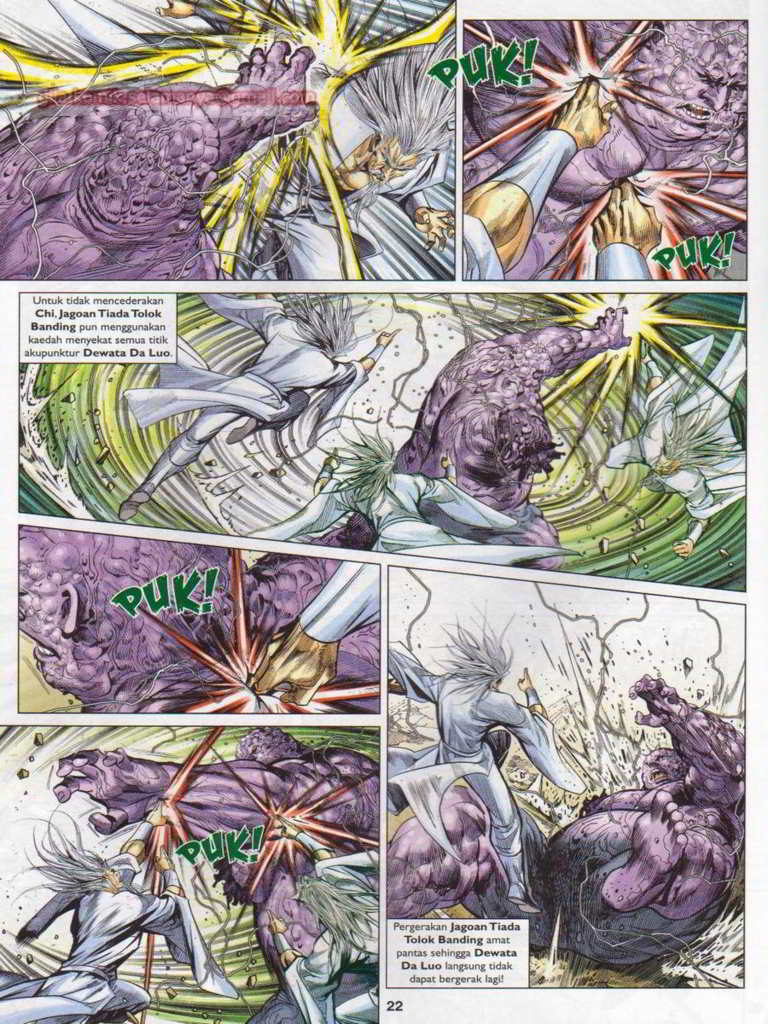 PUK!
PUK!
Untuk tidak mencederakan
Chi, Jagoan Tiada Tolok
Banding pun menggunakan
kaedah menyekat semua titik
akupunktur Dewata Da Luo.
PUK!
PUK!
Pergerakan Jagoan Tiada
Tolok Banding amat
pantas sehingga Dewata
Da Luo langsung tidak
dapat bergerak lagi!
22